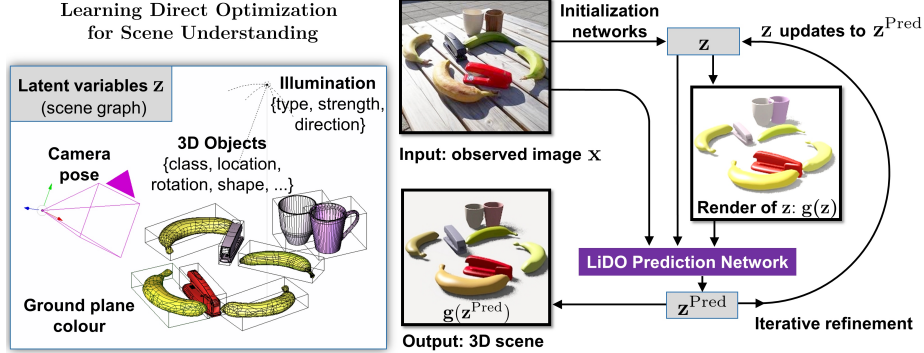 Learning Direct Optimization
for Scene Understanding
Latent variables z
(scene graph)
Illumination
{type, strength,
direction}
3D Objects
{class, location,
rotation, shape, ...}
Camera
pose
Ground plane
colour
Input: observed image x
Initialization
networks
z
z updates to z^Pred
Render of z: g(z)
LiDO Prediction Network
z^Pred
Iterative refinement
g(z^Pred)
Output: 3D scene